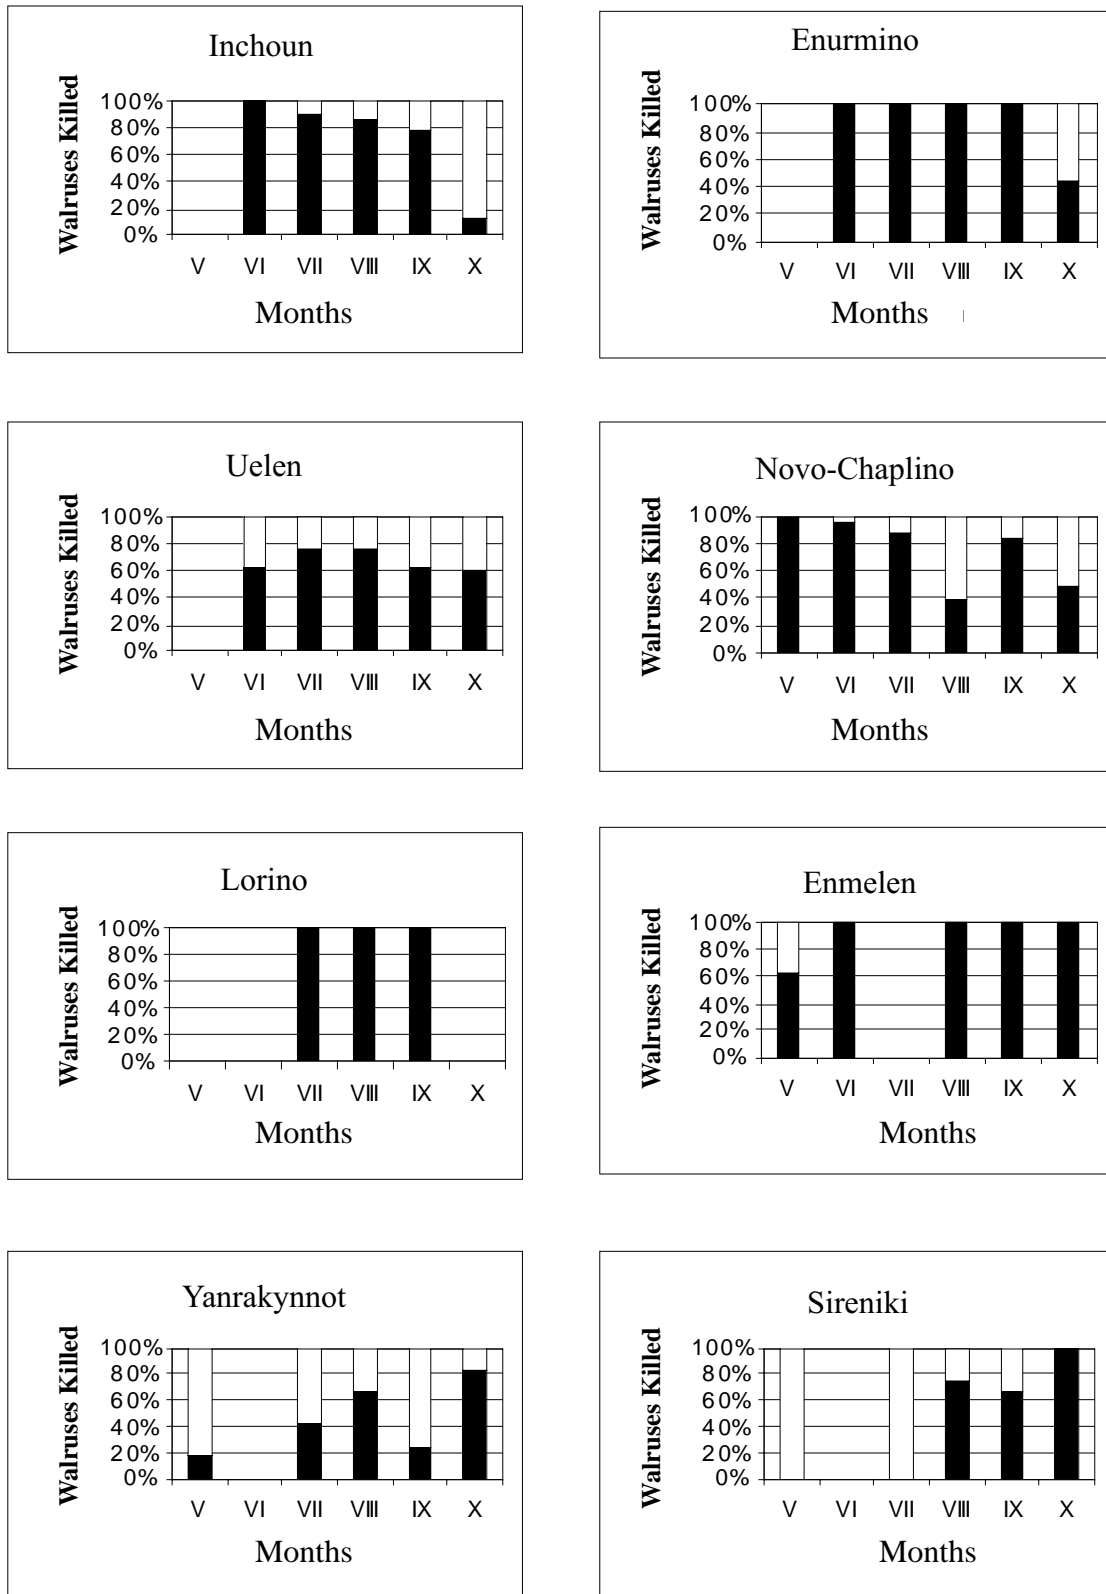 Inchoun
Walruses Killed
100%
80%
60%
40%
20%
0%
V VI VII VIII IX X
Months
Enurmino
Walruses Killed
100%
80%
60%
40%
20%
0%
V VI VII VIII IX X
Months
Uelen
Walruses Killed
100%
80%
60%
40%
20%
0%
V VI VII VIII IX X
Months
Novo-Chaplino
Walruses Killed
100%
80%
60%
40%
20%
0%
V VI VII VIII IX X
Months
Lorino
Walruses Killed
100%
80%
60%
40%
20%
0%
V VI VII VIII IX X
Months
Enmelen
Walruses Killed
100%
80%
60%
40%
20%
0%
V VI VII VIII IX X
Months
Yanrakynnot
Walruses Killed
100%
80%
60%
40%
20%
0%
V VI VII VIII IX X
Months
Sireniki
Walruses Killed
100%
80%
60%
40%
20%
0%
V VI VII VIII IX X
Months